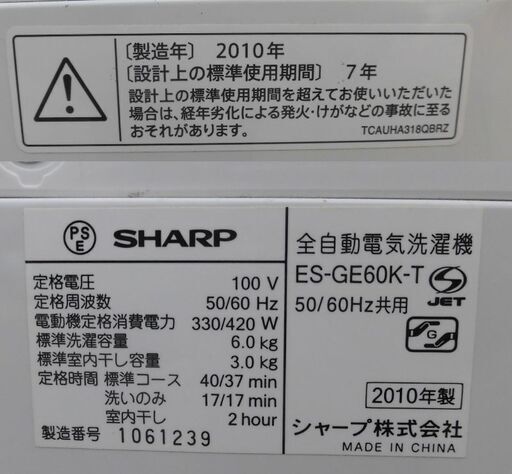 〔製造年〕 2010年
〔設計上の標準使用期間〕 7年
設計上の標準使用期間を超えてお使いいただいた
場合は、経年劣化による発火・けがなどの事故に至る
おそれがあります。
TCAUHA318QBRZ
PS
E
SHARP
定格電圧 100 V
定格周波数 50/60 Hz
電動機定格消費電力 330/420 W
標準洗濯容量 6.0kg
標準室内干し容量 3.0kg
定格時間 標準コース 40/37 min
洗いのみ 17/17 min
室内干し 2 hour
製造番号 1061239
全自動電気洗濯機
ES-GE60K-T
JET
50/60Hz共用
G
2010年製
シャープ株式会社
MADE IN CHINA